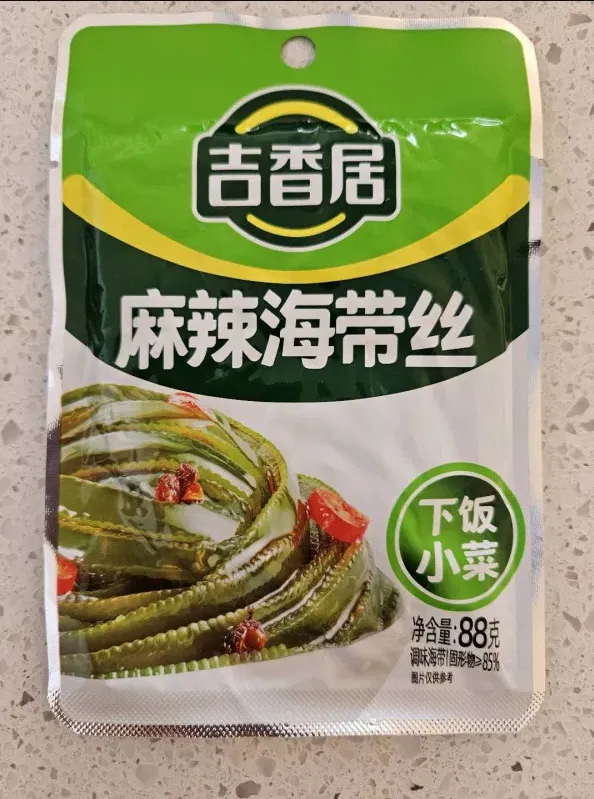 吉香居
麻辣海带丝
下饭
小菜
净含量:88克
调味海带|固形物≥85%
图片仅供参考